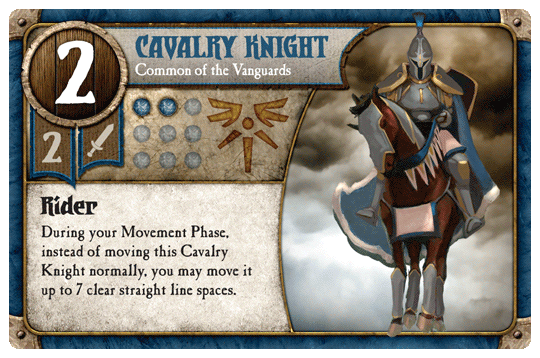 2
CAVALRY KNIGHT
Common of the Vanguards
2
Rider
During your Movement Phase,
instead of moving this Cavalry
Knight normally, you may move it
up to 7 clear straight line spaces.